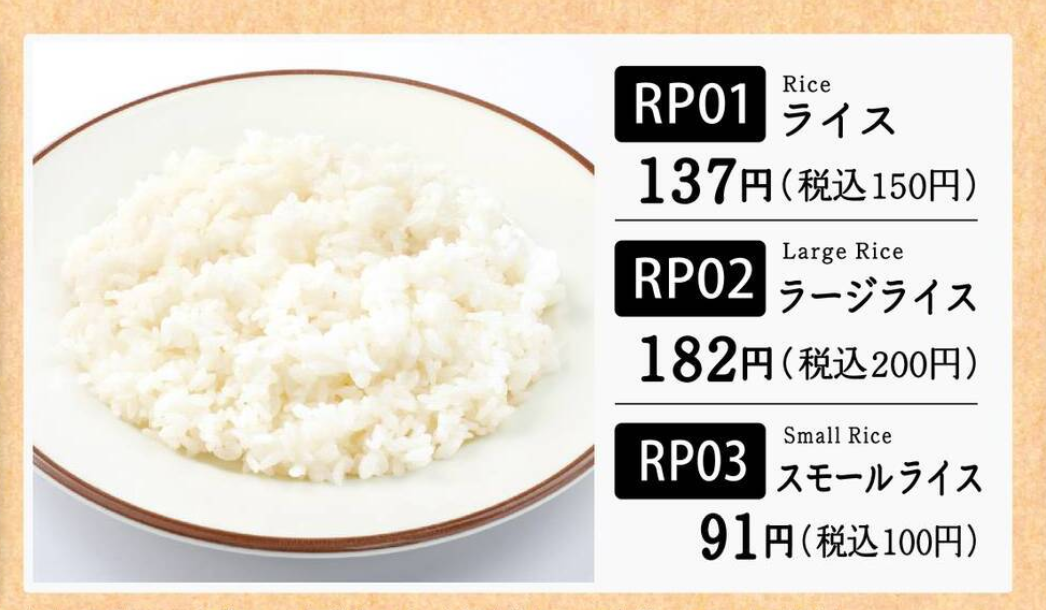 RP01
Rice
ライス
137円(税込150円)
RP02
Large Rice
ラージライス
182円(税込200円)
RP03
Small Rice
スモールライス
91円(税込100円)